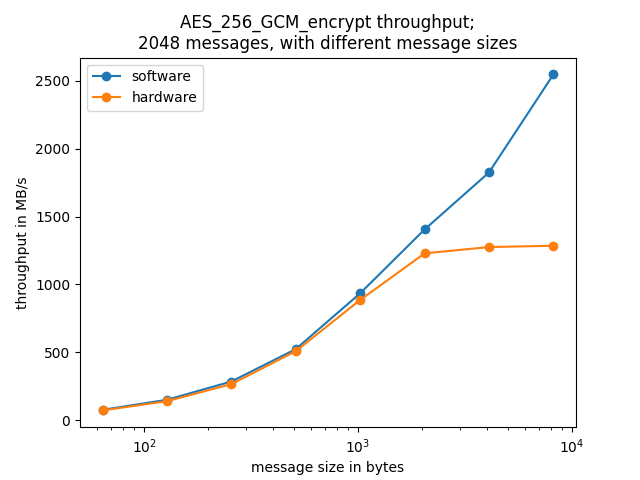 AES_256_GCM_encrypt throughput;
2048 messages, with different message sizes
software
hardware
throughput in MB/s
2500
2000
1500
1000
500
0
10²
10³
10⁴
message size in bytes